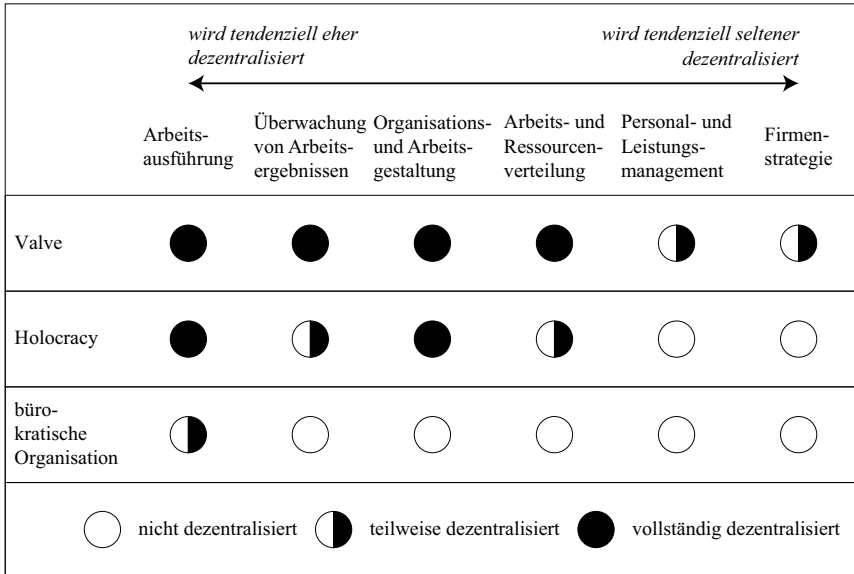 wird tendenziell eher
dezentralisiert
wird tendenziell seltener
dezentralisiert
Arbeits-
ausführung
Überwachung
von Arbeits-
ergebnissen
Organisations-
und Arbeits-
gestaltung
Arbeits- und
Ressourcen-
verteilung
Personal- und
Leistungs-
management
Firmen-
strategie
Valve
Holocracy
büro-
kratische
Organisation
nicht dezentralisiert
teilweise dezentralisiert
vollständig dezentralisiert